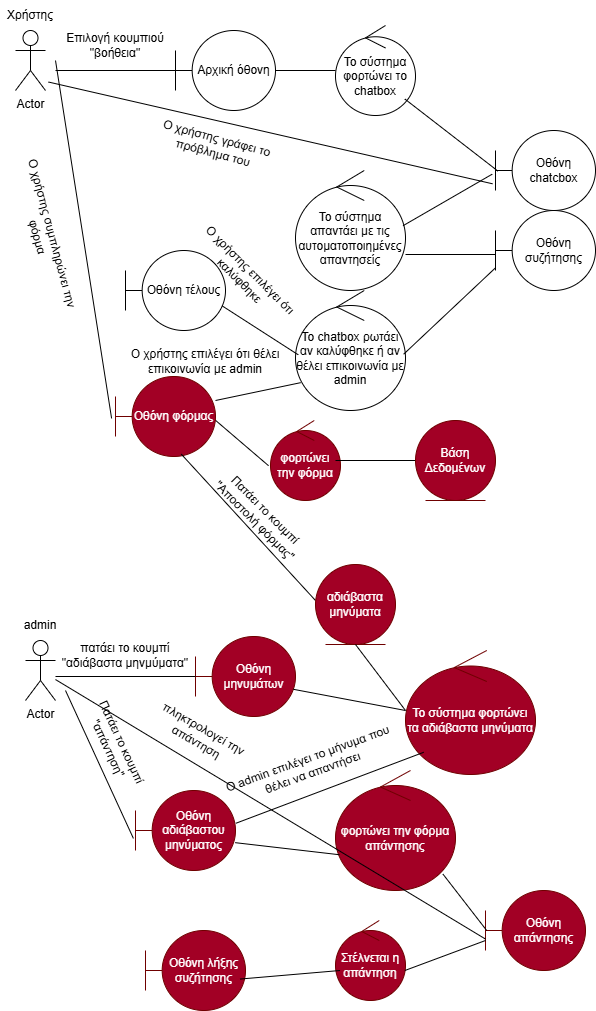 Χρήστης
Actor
Επιλογή κουμπιού
"βοήθεια"
Αρχική όθονη
Το σύστημα
φορτώνει το
chatbox
Ο χρήστης γράφει το
πρόβλημα του
Οθόνη
chatcbox
Ο χρήστης συμπληρώνει την
φόρμα
Το σύστημα
απαντάει με τις
αυτοματοποιημένες
απαντησείς
Οθόνη
συζήτησης
Ο χρήστης επιλέγει ότι
καλύφθηκε
Οθόνη τέλους
Το chatbox ρωτάει
αν καλύφθηκε ή αν
θέλει επικοινωνία με
admin
Ο χρήστης επιλέγει ότι θέλει
επικοινωνία με admin
Οθόνη φόρμας
φορτώνει
την φόρμα
Βάση
Δεδομένων
Πατάει το κουμπί
"Αποστολή φόρμας"
αδιάβαστα
μηνύματα
admin
Actor
πατάει το κουμπί
"αδιάβαστα μηνμύματα"
Οθόνη
μηνυμάτων
Το σύστημα φορτώνει
τα αδιάβαστα μηνύματα
Πατάει το κουμπί
"απάντηση"
πληκτρολογεί την
απάντηση
Ο admin επιλέγει το μήνυμα που
θέλει να απαντήσει
Οθόνη
αδιάβαστου
μηνύματος
φορτώνει την φόρμα
απάντησης
Οθόνη
απάντησης
Οθόνη λήξης
συζήτησης
Στέλνεται η
απάντηση